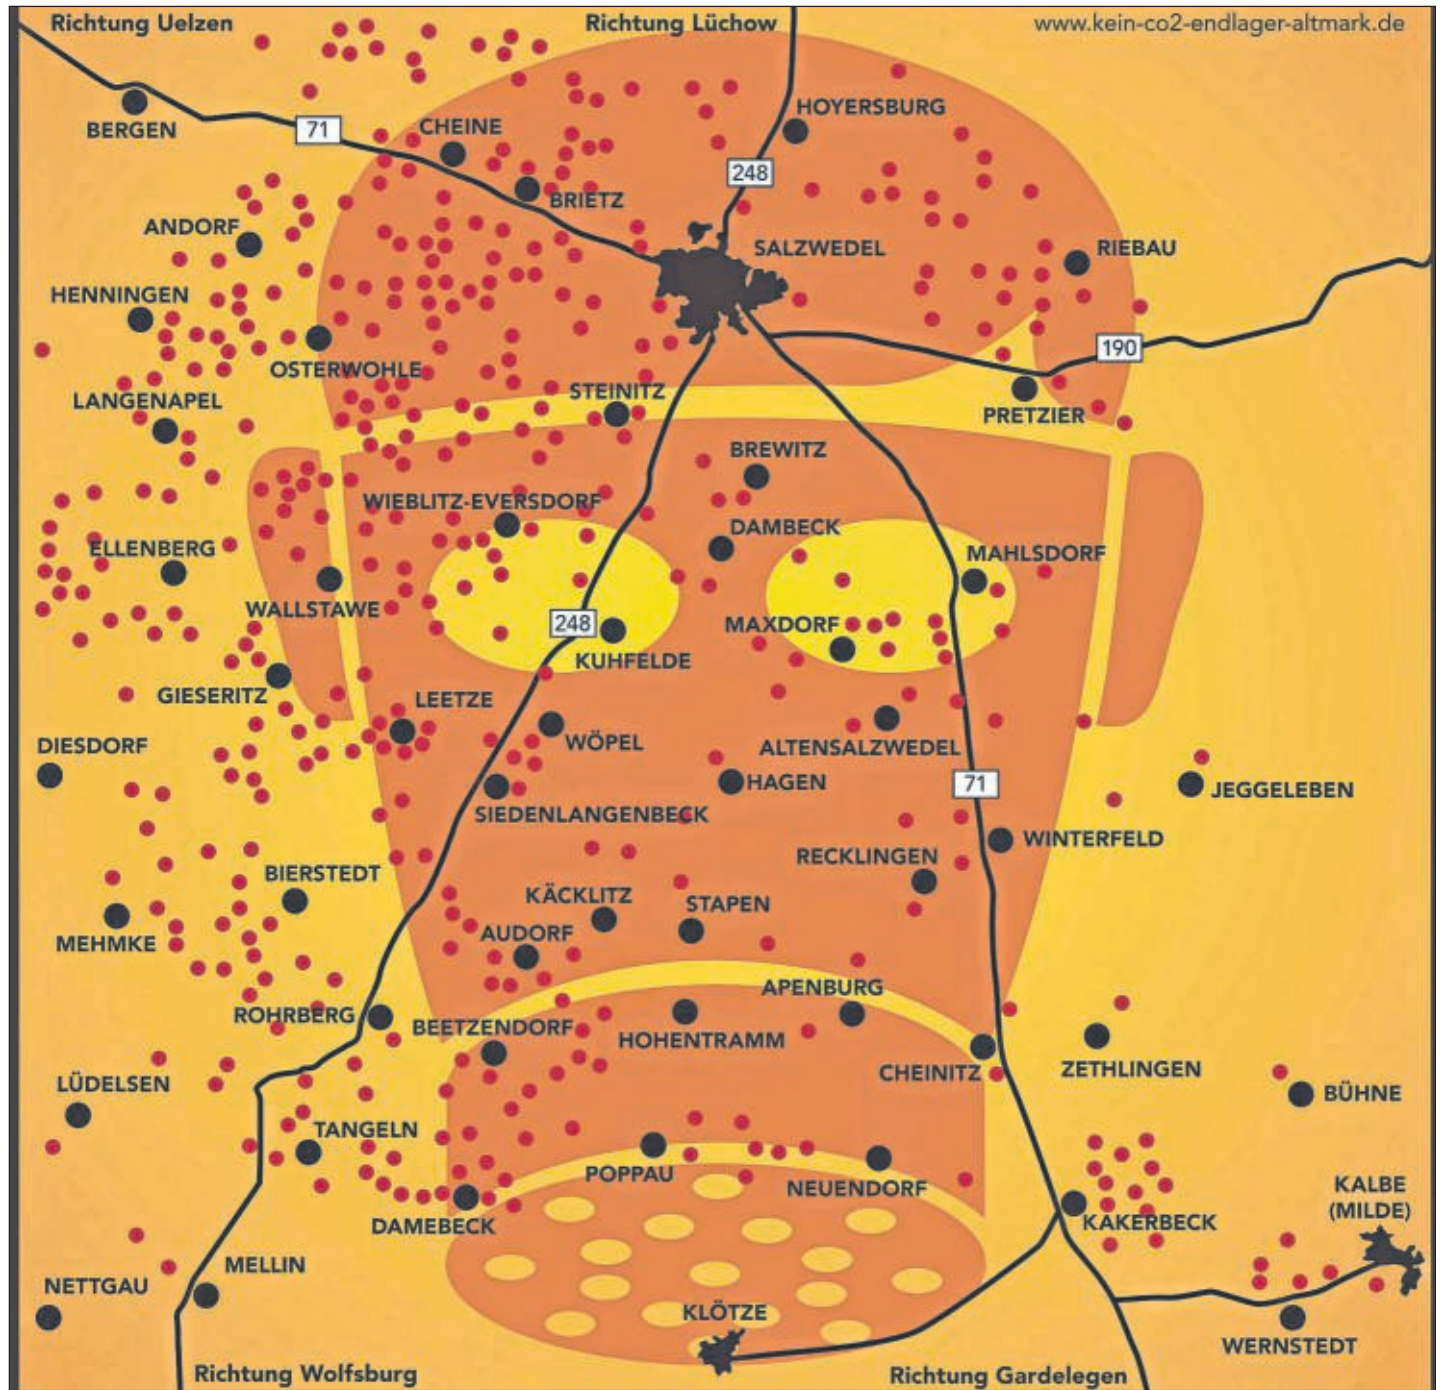 Richtung Uelzen
Richtung Lüchow
www.kein-co2-endlager-altmark.de
BERGEN
71
CHEINE
HOYERSBURG
248
BRIETZ
ANDORF
SALZWEDEL
RIEBAU
HENNINGEN
190
OSTERWOHLE
LANGENAPEL
STEINITZ
PRETZIER
BREWITZ
WIEBLITZ-EVERSDORF
DAMBECK
ELLENBERG
MAHLSDORF
WALLSTAWE
248
MAXDORF
KUHFELDE
GIESERITZ
LEETZE
DIESDORF
WÖPEL
ALTENSALZWEDEL
HAGEN
71
JEGGELEBEN
SIEDENLANGENBECK
WINTERFELD
RECKLINGEN
BIERSTEDT
KÄCKLITZ
STAPEN
MEHMKE
AUDORF
APENBURG
ROHRBERG
BEETZENDORF
HOHENTRAMM
CHEINITZ
ZETHLINGEN
LÜDELSEN
BÜHNE
TANGELN
POPPAU
NEUENDORF
KALBE
(MILDE)
DAMEBECK
KAKERBECK
MELLIN
NETTGAU
KLÖTZE
WERNSTEDT
Richtung Wolfsburg
Richtung Gardelegen